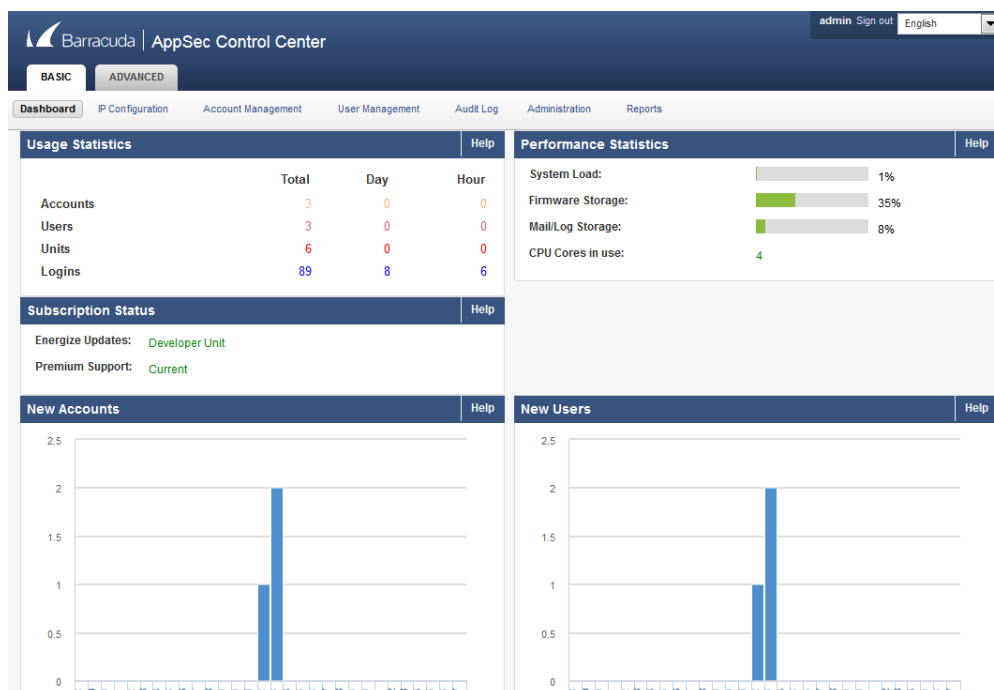 admin Sign out English
Barracuda | AppSec Control Center
BASIC ADVANCED
Dashboard IP Configuration Account Management User Management Audit Log Administration Reports
Usage Statistics Help
Total Day Hour
Accounts 3 0 0
Users 3 0 0
Units 6 0 0
Logins 89 8 6
Performance Statistics Help
System Load: 1%
Firmware Storage: 35%
Mail/Log Storage: 8%
CPU Cores in use: 4
Subscription Status Help
Energize Updates: Developer Unit
Premium Support: Current
New Accounts Help
2.5
2
1.5
1
0.5
0
New Users Help
2.5
2
1.5
1
0.5
0